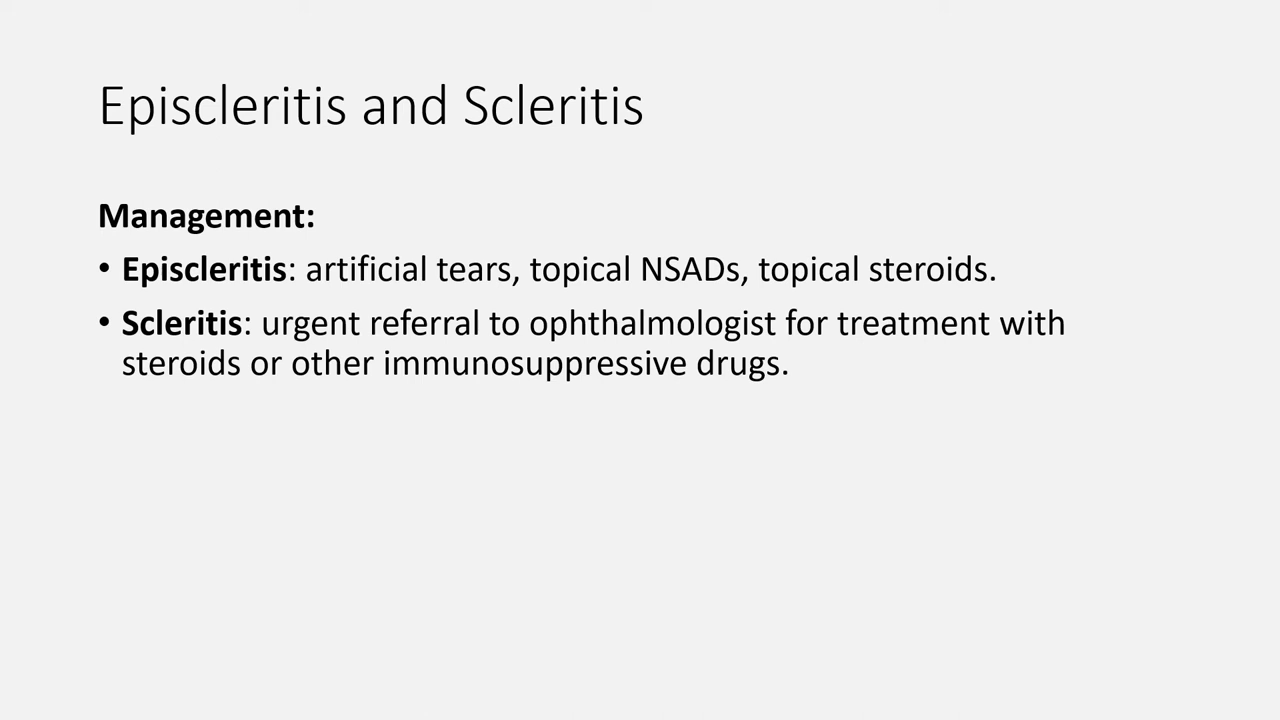 Episcleritis and Scleritis
Management:
• Episcleritis: artificial tears, topical NSADs, topical steroids.
• Scleritis: urgent referral to ophthalmologist for treatment with
steroids or other immunosuppressive drugs.